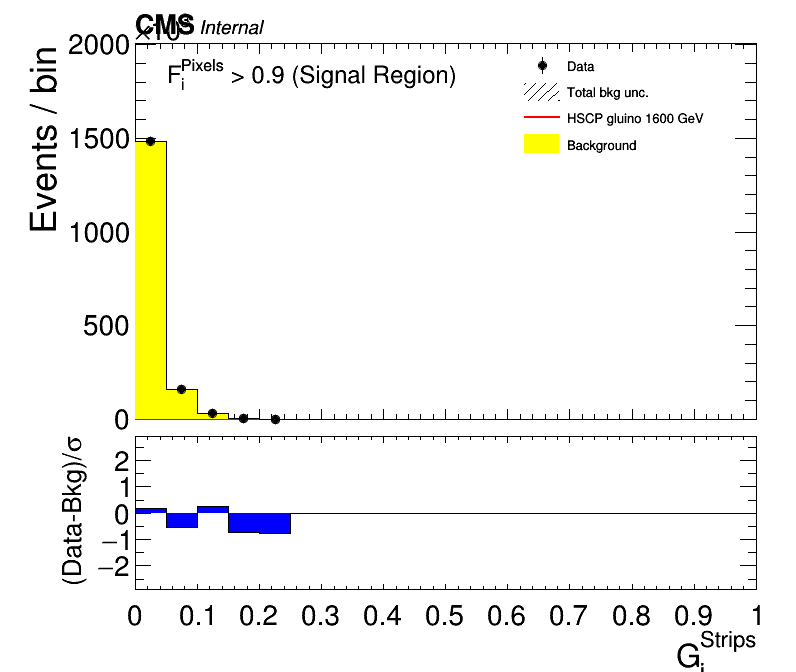 CMS Internal
×10³
2000
F_i^Pixels > 0.9 (Signal Region)
Data
Total bkg unc.
HSCP gluino 1600 GeV
Background
1500
1000
500
0
Events / bin
2
1
0
−1
−2
(Data-Bkg)/σ
0 0.1 0.2 0.3 0.4 0.5 0.6 0.7 0.8 0.9 1
G_i^Strips